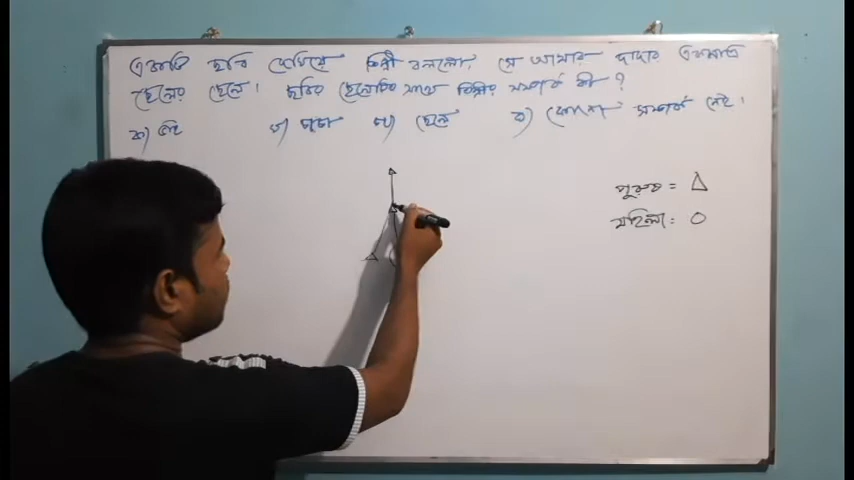 একটি ছবি দেখিয়ে বিল্লী বললো, সে আমার দাদার একমাত্র
ছেলের ছেলে। ছবির ছেলেটির সাথে বিল্লীর সম্পর্ক কী ?
ক) ভাই খ) চাচা গ) ছেলে ঘ) কোনো সম্পর্ক নেই।
পুরুষ = △
মহিলা = ○